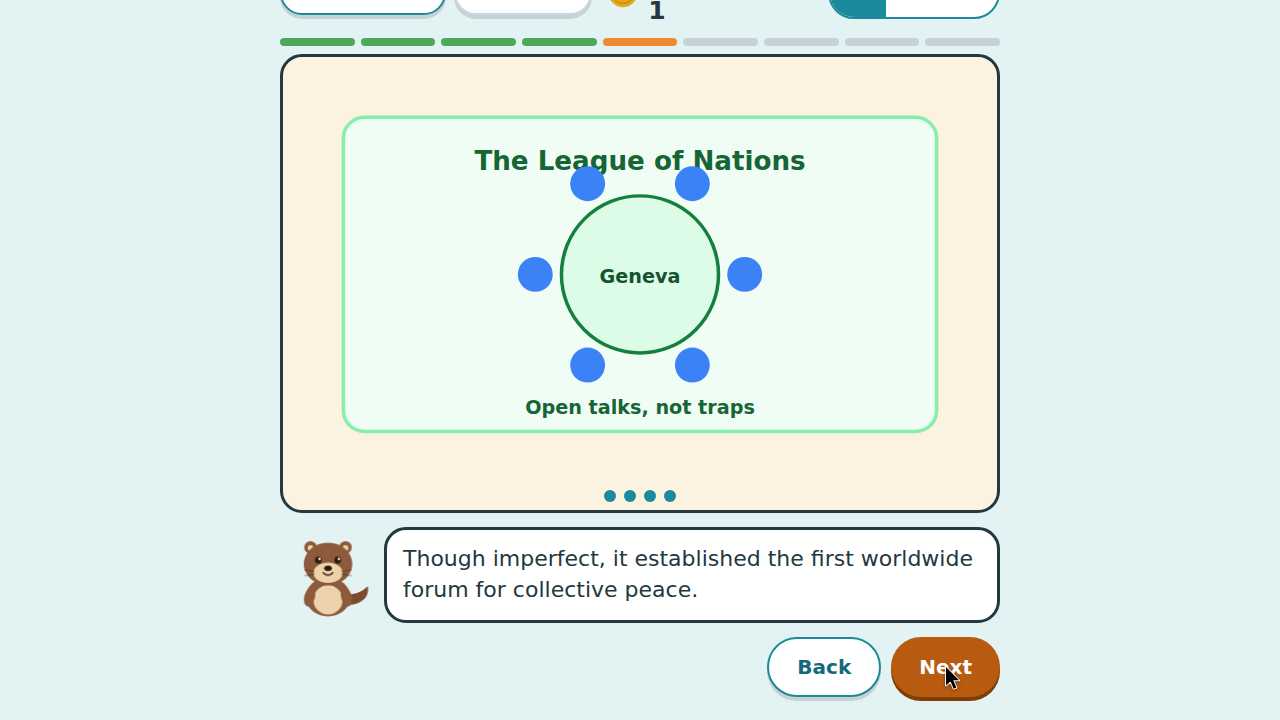 1
The League of Nations
Geneva
Open talks, not traps
Though imperfect, it established the first worldwide
forum for collective peace.
Back
Next